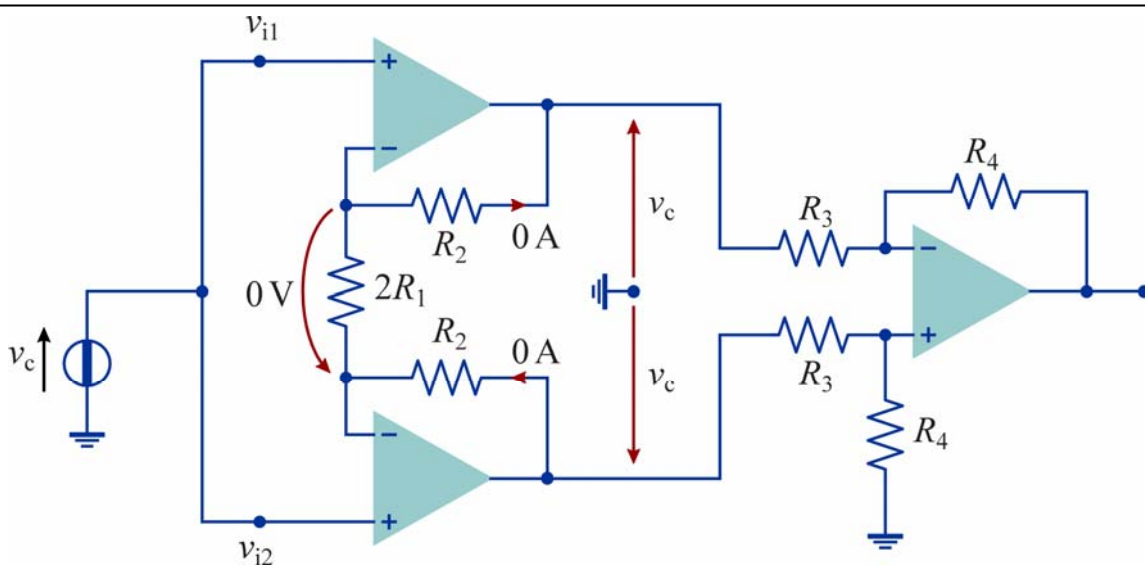 v_i1
+
−
R_4
R_3
v_c
R_2
0 A
0 V
2R_1
−
+
v_c
R_2
0 A
v_c
R_3
R_4
−
+
v_i2